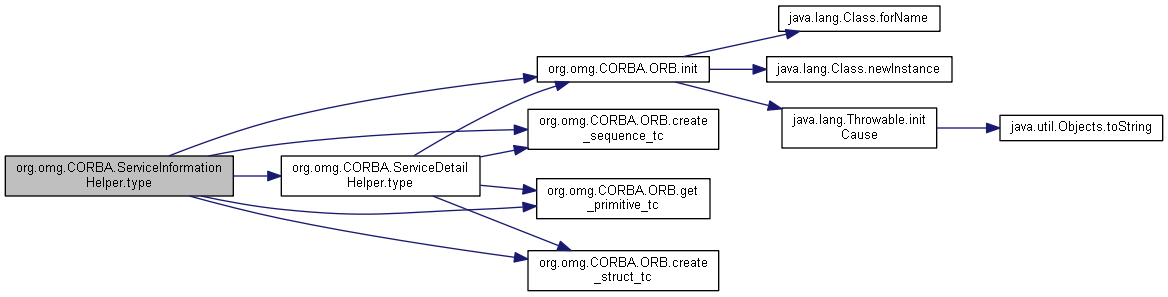 org.omg.CORBA.ServiceInformation
Helper.type
org.omg.CORBA.ServiceDetail
Helper.type
org.omg.CORBA.ORB.init
org.omg.CORBA.ORB.create
_sequence_tc
org.omg.CORBA.ORB.get
_primitive_tc
org.omg.CORBA.ORB.create
_struct_tc
java.lang.Class.forName
java.lang.Class.newInstance
java.lang.Throwable.init
Cause
java.util.Objects.toString